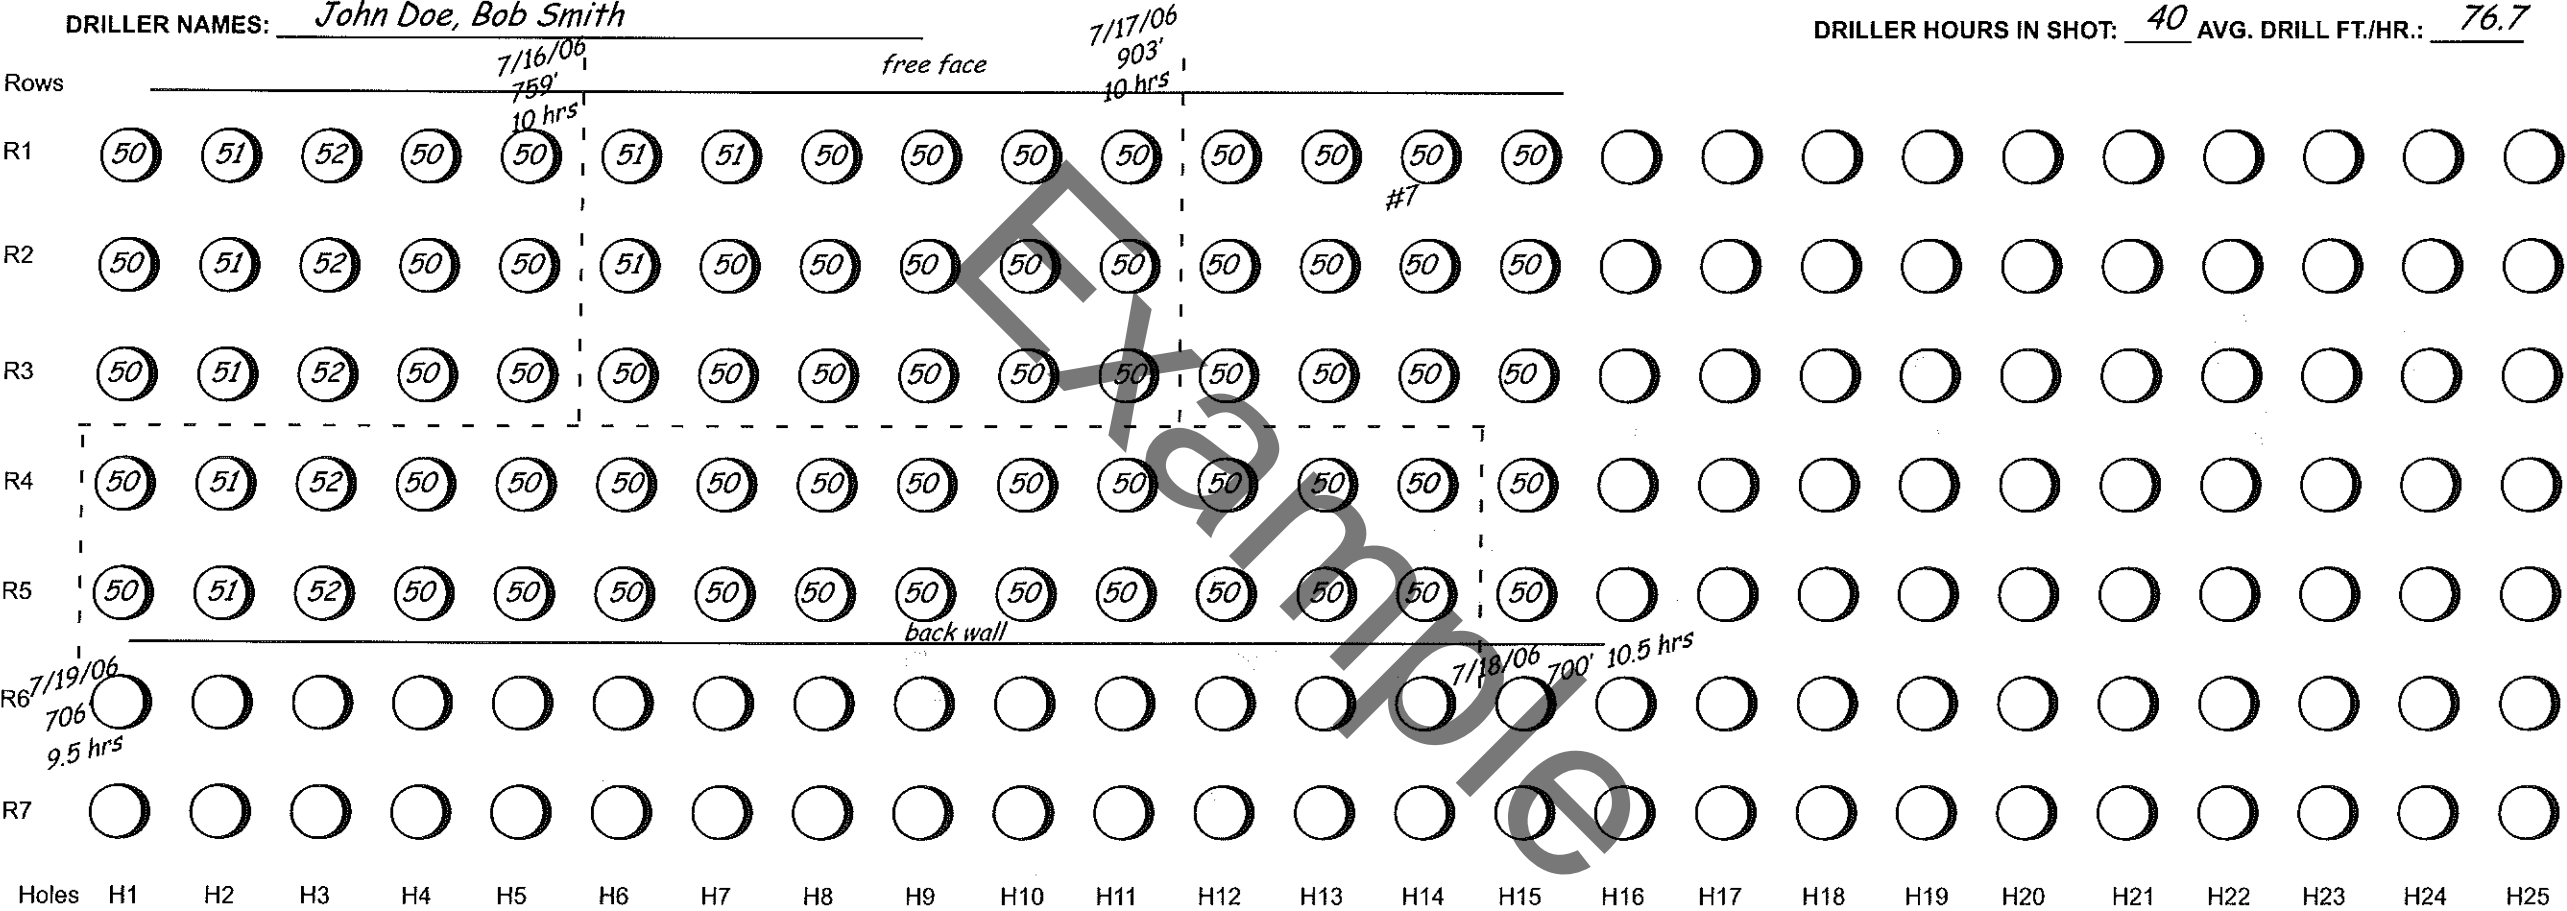 DRILLER NAMES: John Doe, Bob Smith
DRILLER HOURS IN SHOT: 40 AVG. DRILL FT./HR.: 76.7
7/16/06
759'
10 hrs
free face
7/17/06
903'
10 hrs
Rows
R1 50 51 52 50 50 51 51 50 50 50 50 50 50 50 50
#7
R2 50 51 52 50 50 51 50 50 50 50 50 50 50 50 50
R3 50 51 52 50 50 50 50 50 50 50 50 50 50 50 50
R4 50 51 52 50 50 50 50 50 50 50 50 50 50 50 50
R5 50 51 52 50 50 50 50 50 50 50 50 50 50 50 50
back wall
7/18/06 700' 10.5 hrs
R6
7/19/06
706'
9.5 hrs
R7
Holes H1 H2 H3 H4 H5 H6 H7 H8 H9 H10 H11 H12 H13 H14 H15 H16 H17 H18 H19 H20 H21 H22 H23 H24 H25
Example